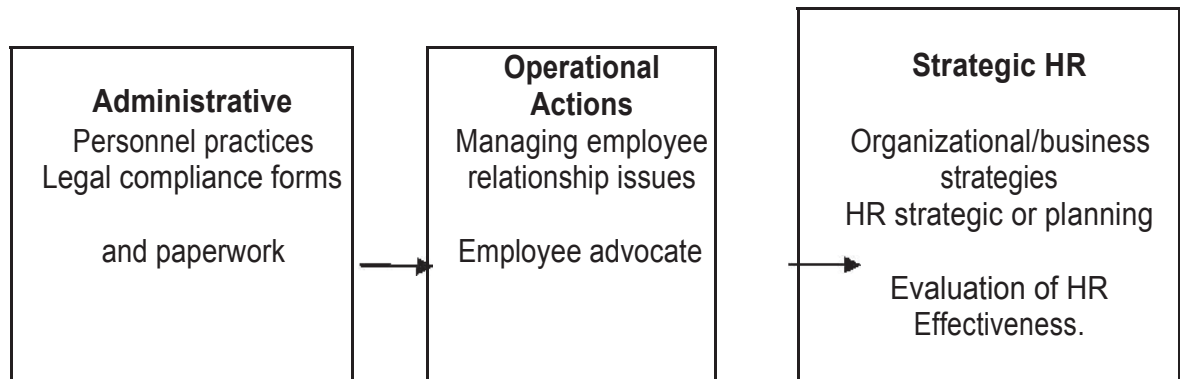 Administrative
Personnel practices
Legal compliance forms
and paperwork
Operational
Actions
Managing employee
relationship issues
Employee advocate
Strategic HR
Organizational/business
strategies
HR strategic or planning
Evaluation of HR
Effectiveness.